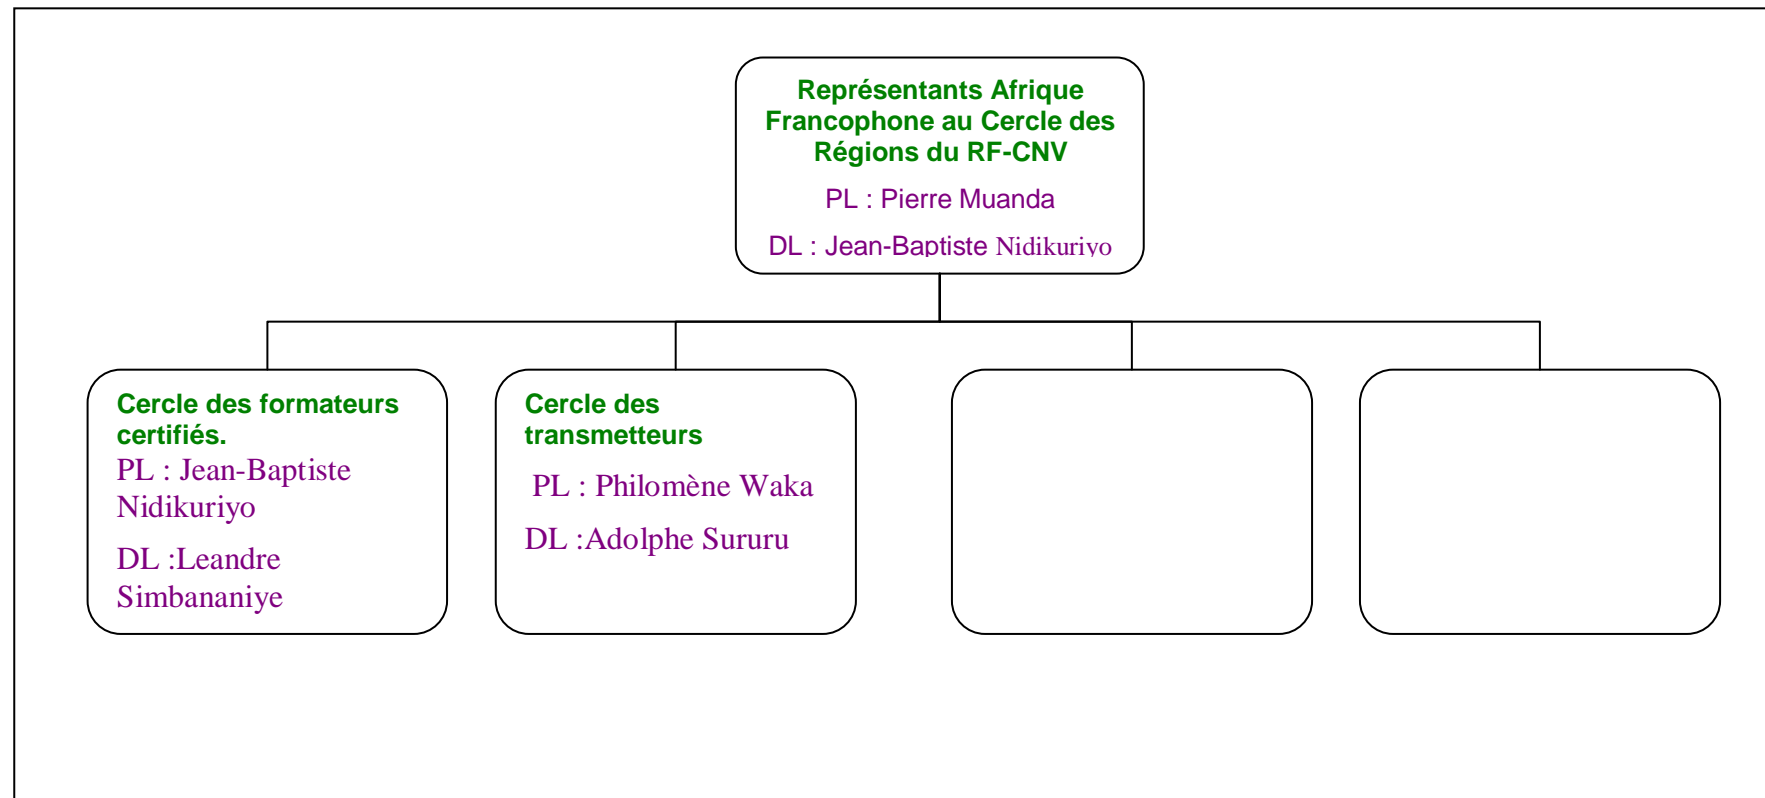 Représentants Afrique
Francophone au Cercle des
Régions du RF-CNV
PL : Pierre Muanda
DL : Jean-Baptiste Nidikuriyo
Cercle des formateurs
certifiés.
PL : Jean-Baptiste
Nidikuriyo
DL :Leandre
Simbananiye
Cercle des
transmetteurs
PL : Philomène Waka
DL :Adolphe Sururu